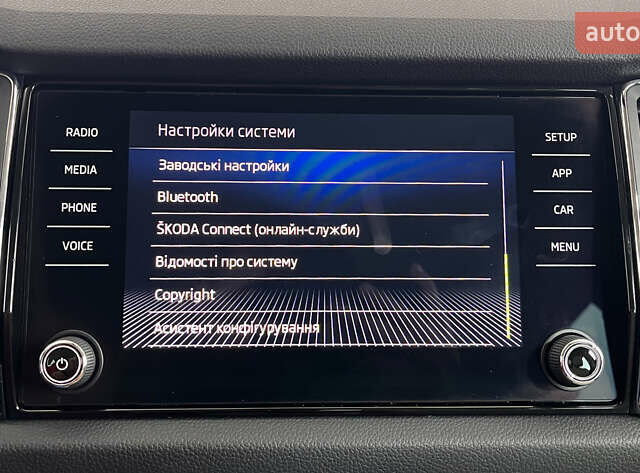 auto
RADIO
MEDIA
PHONE
VOICE
Настройки системи
Заводські настройки
Bluetooth
ŠKODA Connect (онлайн-служби)
Відомості про систему
Copyright
Асистент конфігурування
SETUP
APP
CAR
MENU